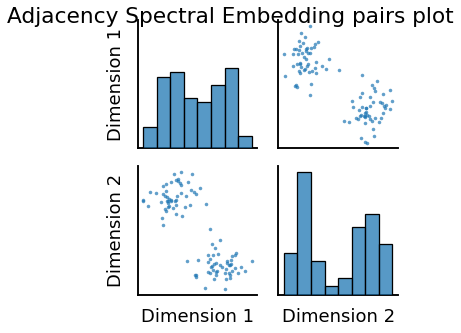 Adjacency Spectral Embedding pairs plot
Dimension 1
Dimension 2
Dimension 1
Dimension 2